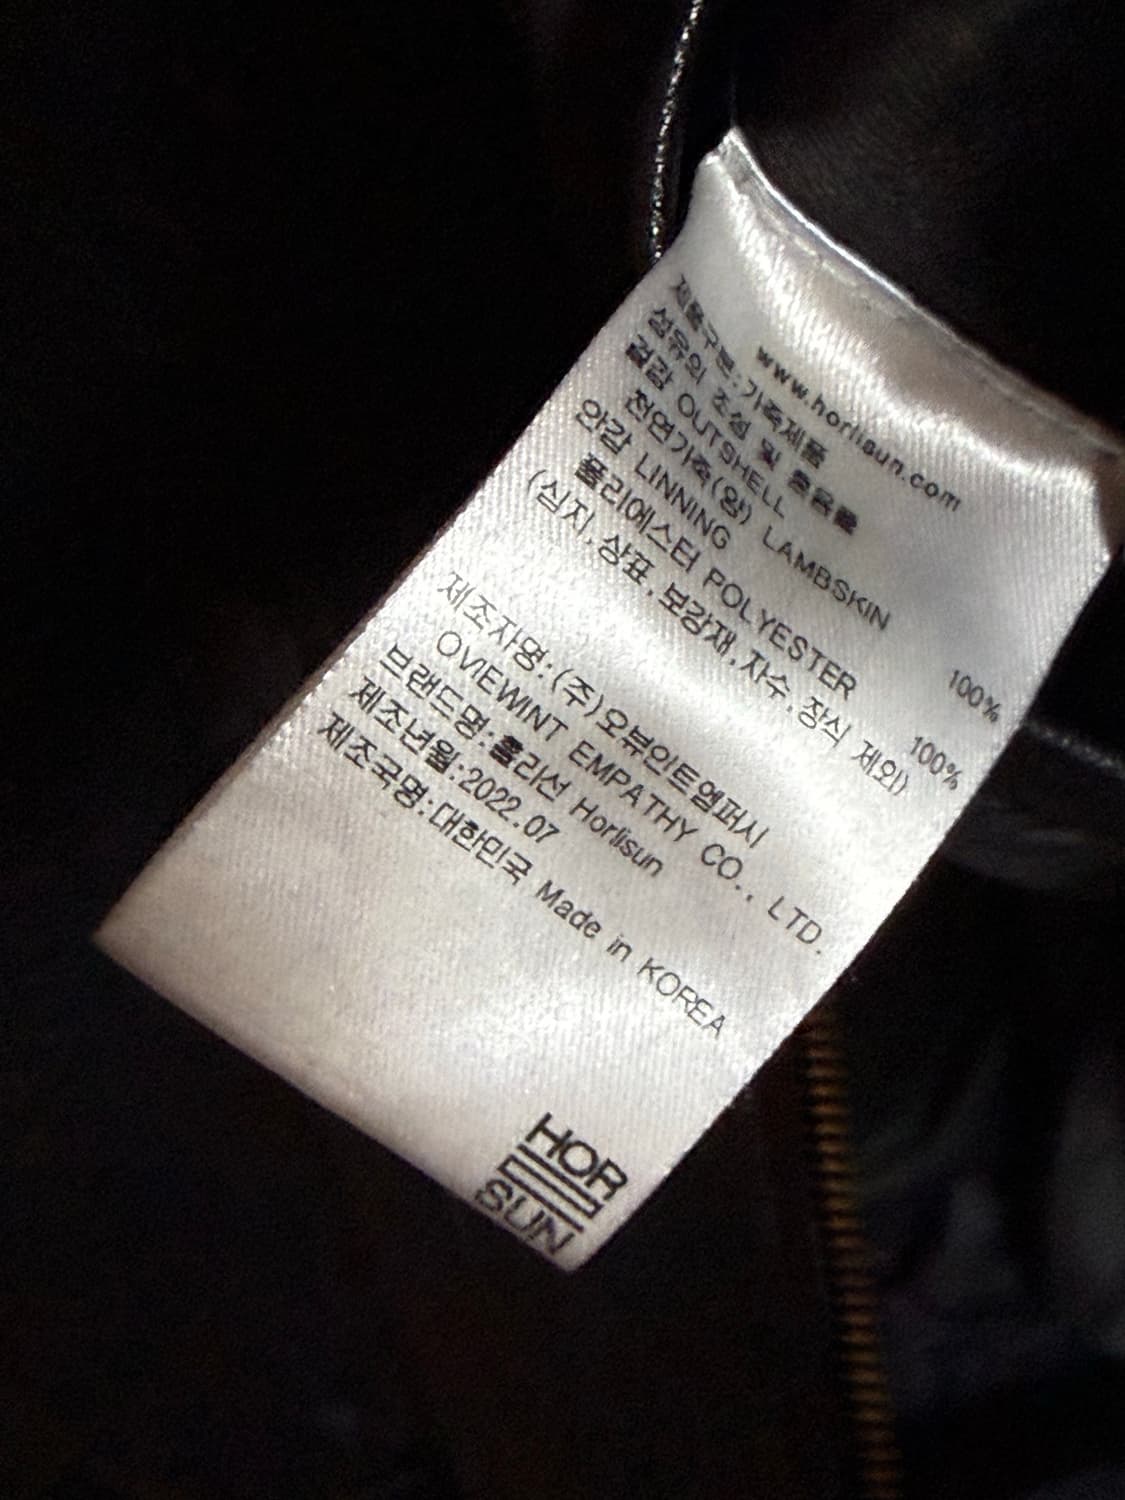 www.horlisun.com
제품구분:가죽제품
섬유의 조성 및 혼용율
겉감 OUTSHELL
천연가죽(양) LAMBSKIN 100%
안감 LINNING
폴리에스터 POLYESTER 100%
(심지,상표,보강재,자수,장식 제외)
제조자명:(주)오뷰인트엠퍼시
OVIEWINT EMPATHY CO., LTD.
브랜드명:홀리선 Horlisun
제조년월:2022.07
제조국명:대한민국 Made in KOREA
HOR
SUN